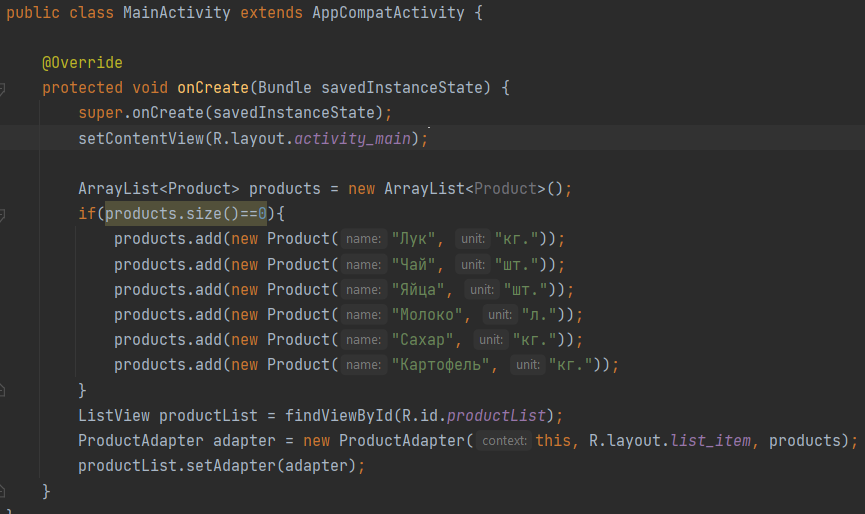 public class MainActivity extends AppCompatActivity {
@Override
protected void onCreate(Bundle savedInstanceState) {
super.onCreate(savedInstanceState);
setContentView(R.layout.activity_main);
ArrayList<Product> products = new ArrayList<Product>();
if(products.size()==0){
products.add(new Product( name: "Лук", unit: "кг."));
products.add(new Product( name: "Чай", unit: "шт."));
products.add(new Product( name: "Яйца", unit: "шт."));
products.add(new Product( name: "Молоко", unit: "л."));
products.add(new Product( name: "Сахар", unit: "кг."));
products.add(new Product( name: "Картофель", unit: "кг."));
}
ListView productList = findViewById(R.id.productList);
ProductAdapter adapter = new ProductAdapter( context: this, R.layout.list_item, products);
productList.setAdapter(adapter);
}
}